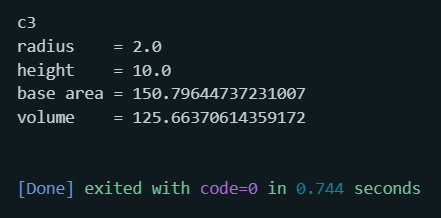 c3
radius    = 2.0
height    = 10.0
base area = 150.79644737231007
volume    = 125.66370614359172
[Done] exited with code=0 in 0.744 seconds